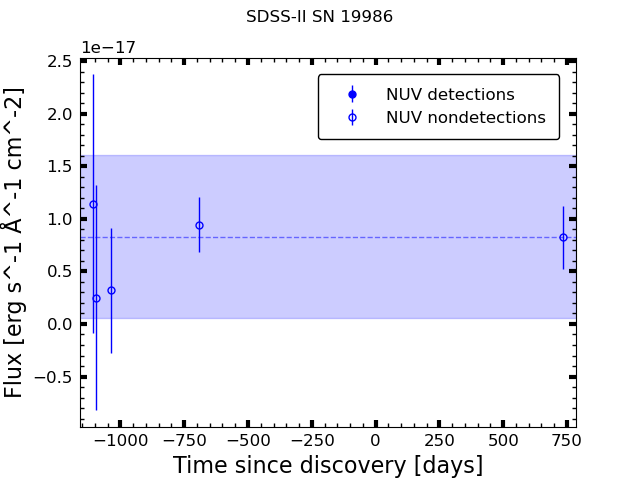 SDSS-II SN 19986
1e−17
2.5
2.0
1.5
1.0
0.5
0.0
−0.5
Flux [erg s^-1 Å^-1 cm^-2]
NUV detections
NUV nondetections
−1000 −750 −500 −250 0 250 500 750
Time since discovery [days]